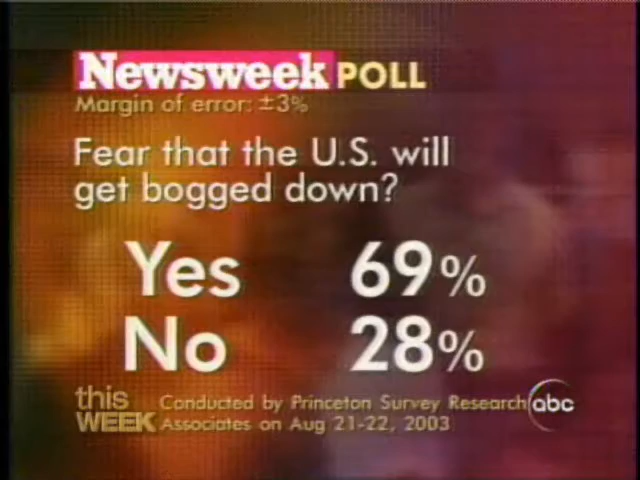 Newsweek POLL
Margin of error: ±3%
Fear that the U.S. will
get bogged down?
Yes 69%
No 28%
this WEEK
Conducted by Princeton Survey Research
Associates on Aug 21-22, 2003
abc